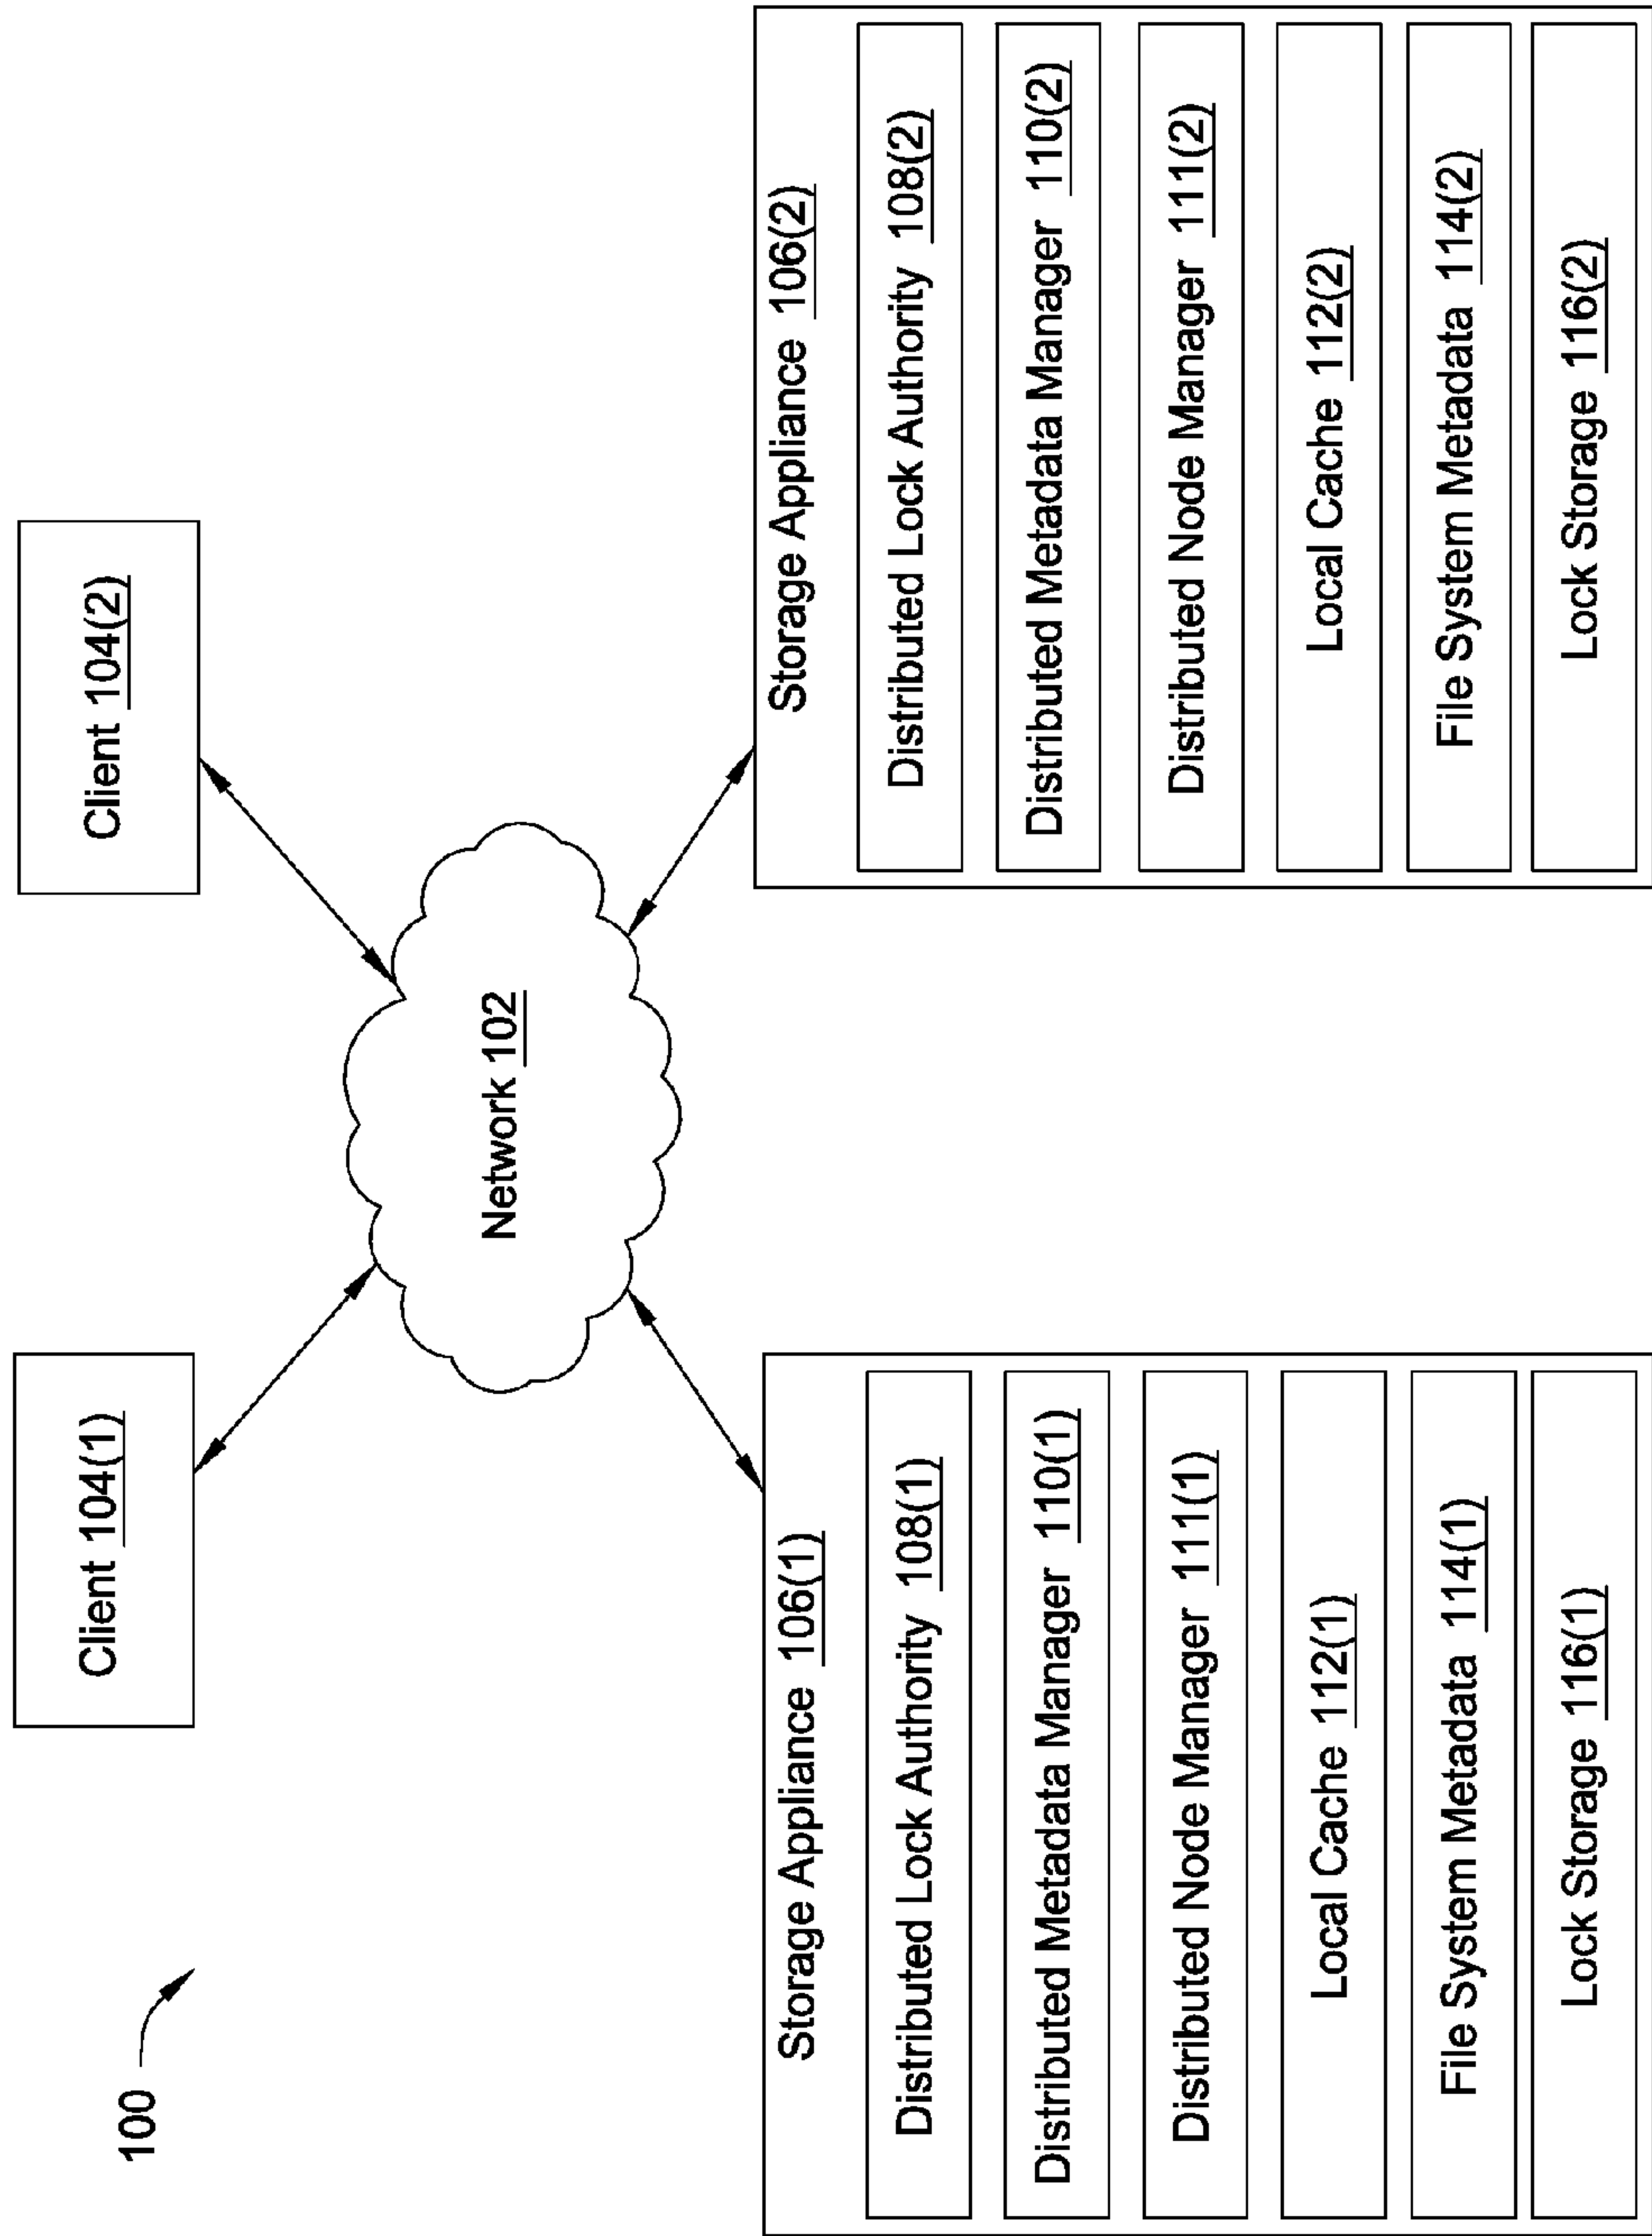 100
Client 104(1)
Client 104(2)
Network 102
Storage Appliance 106(1)
Distributed Lock Authority 108(1)
Distributed Metadata Manager 110(1)
Distributed Node Manager 111(1)
Local Cache 112(1)
File System Metadata 114(1)
Lock Storage 116(1)
Storage Appliance 106(2)
Distributed Lock Authority 108(2)
Distributed Metadata Manager 110(2)
Distributed Node Manager 111(2)
Local Cache 112(2)
File System Metadata 114(2)
Lock Storage 116(2)